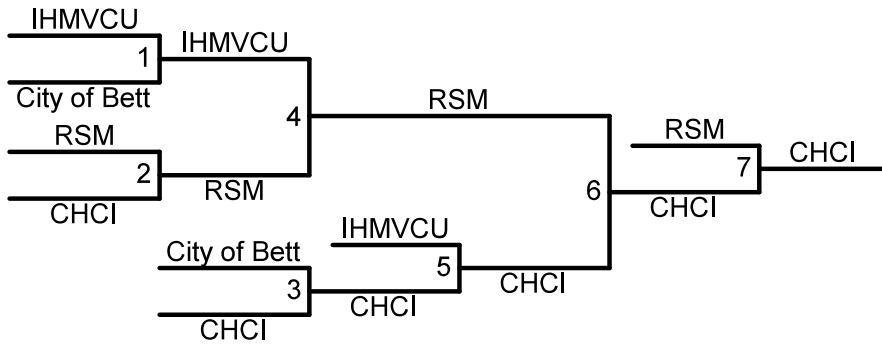 IHMVCU
1
IHMVCU
City of Bett
4
RSM
RSM
2
RSM
CHCI
RSM
7
CHCI
6
CHCI
City of Bett
IHMVCU
3
5
CHCI
CHCI
CHCI